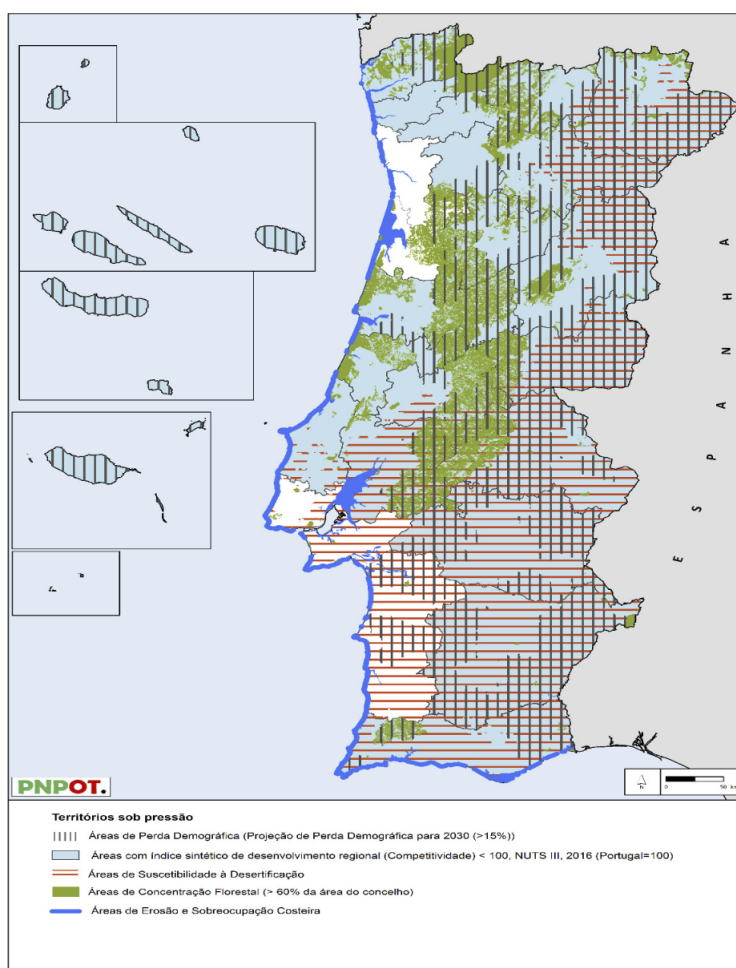 E S P A N H A
PNPOT.
N
0
50 km
Territórios sob pressão
Áreas de Perda Demográfica (Projeção de Perda Demográfica para 2030 (>15%))
Áreas com índice sintético de desenvolvimento regional (Competitividade) < 100, NUTS III, 2016 (Portugal=100)
Áreas de Suscetibilidade à Desertificação
Áreas de Concentração Florestal (> 60% da área do concelho)
Áreas de Erosão e Sobreocupação Costeira